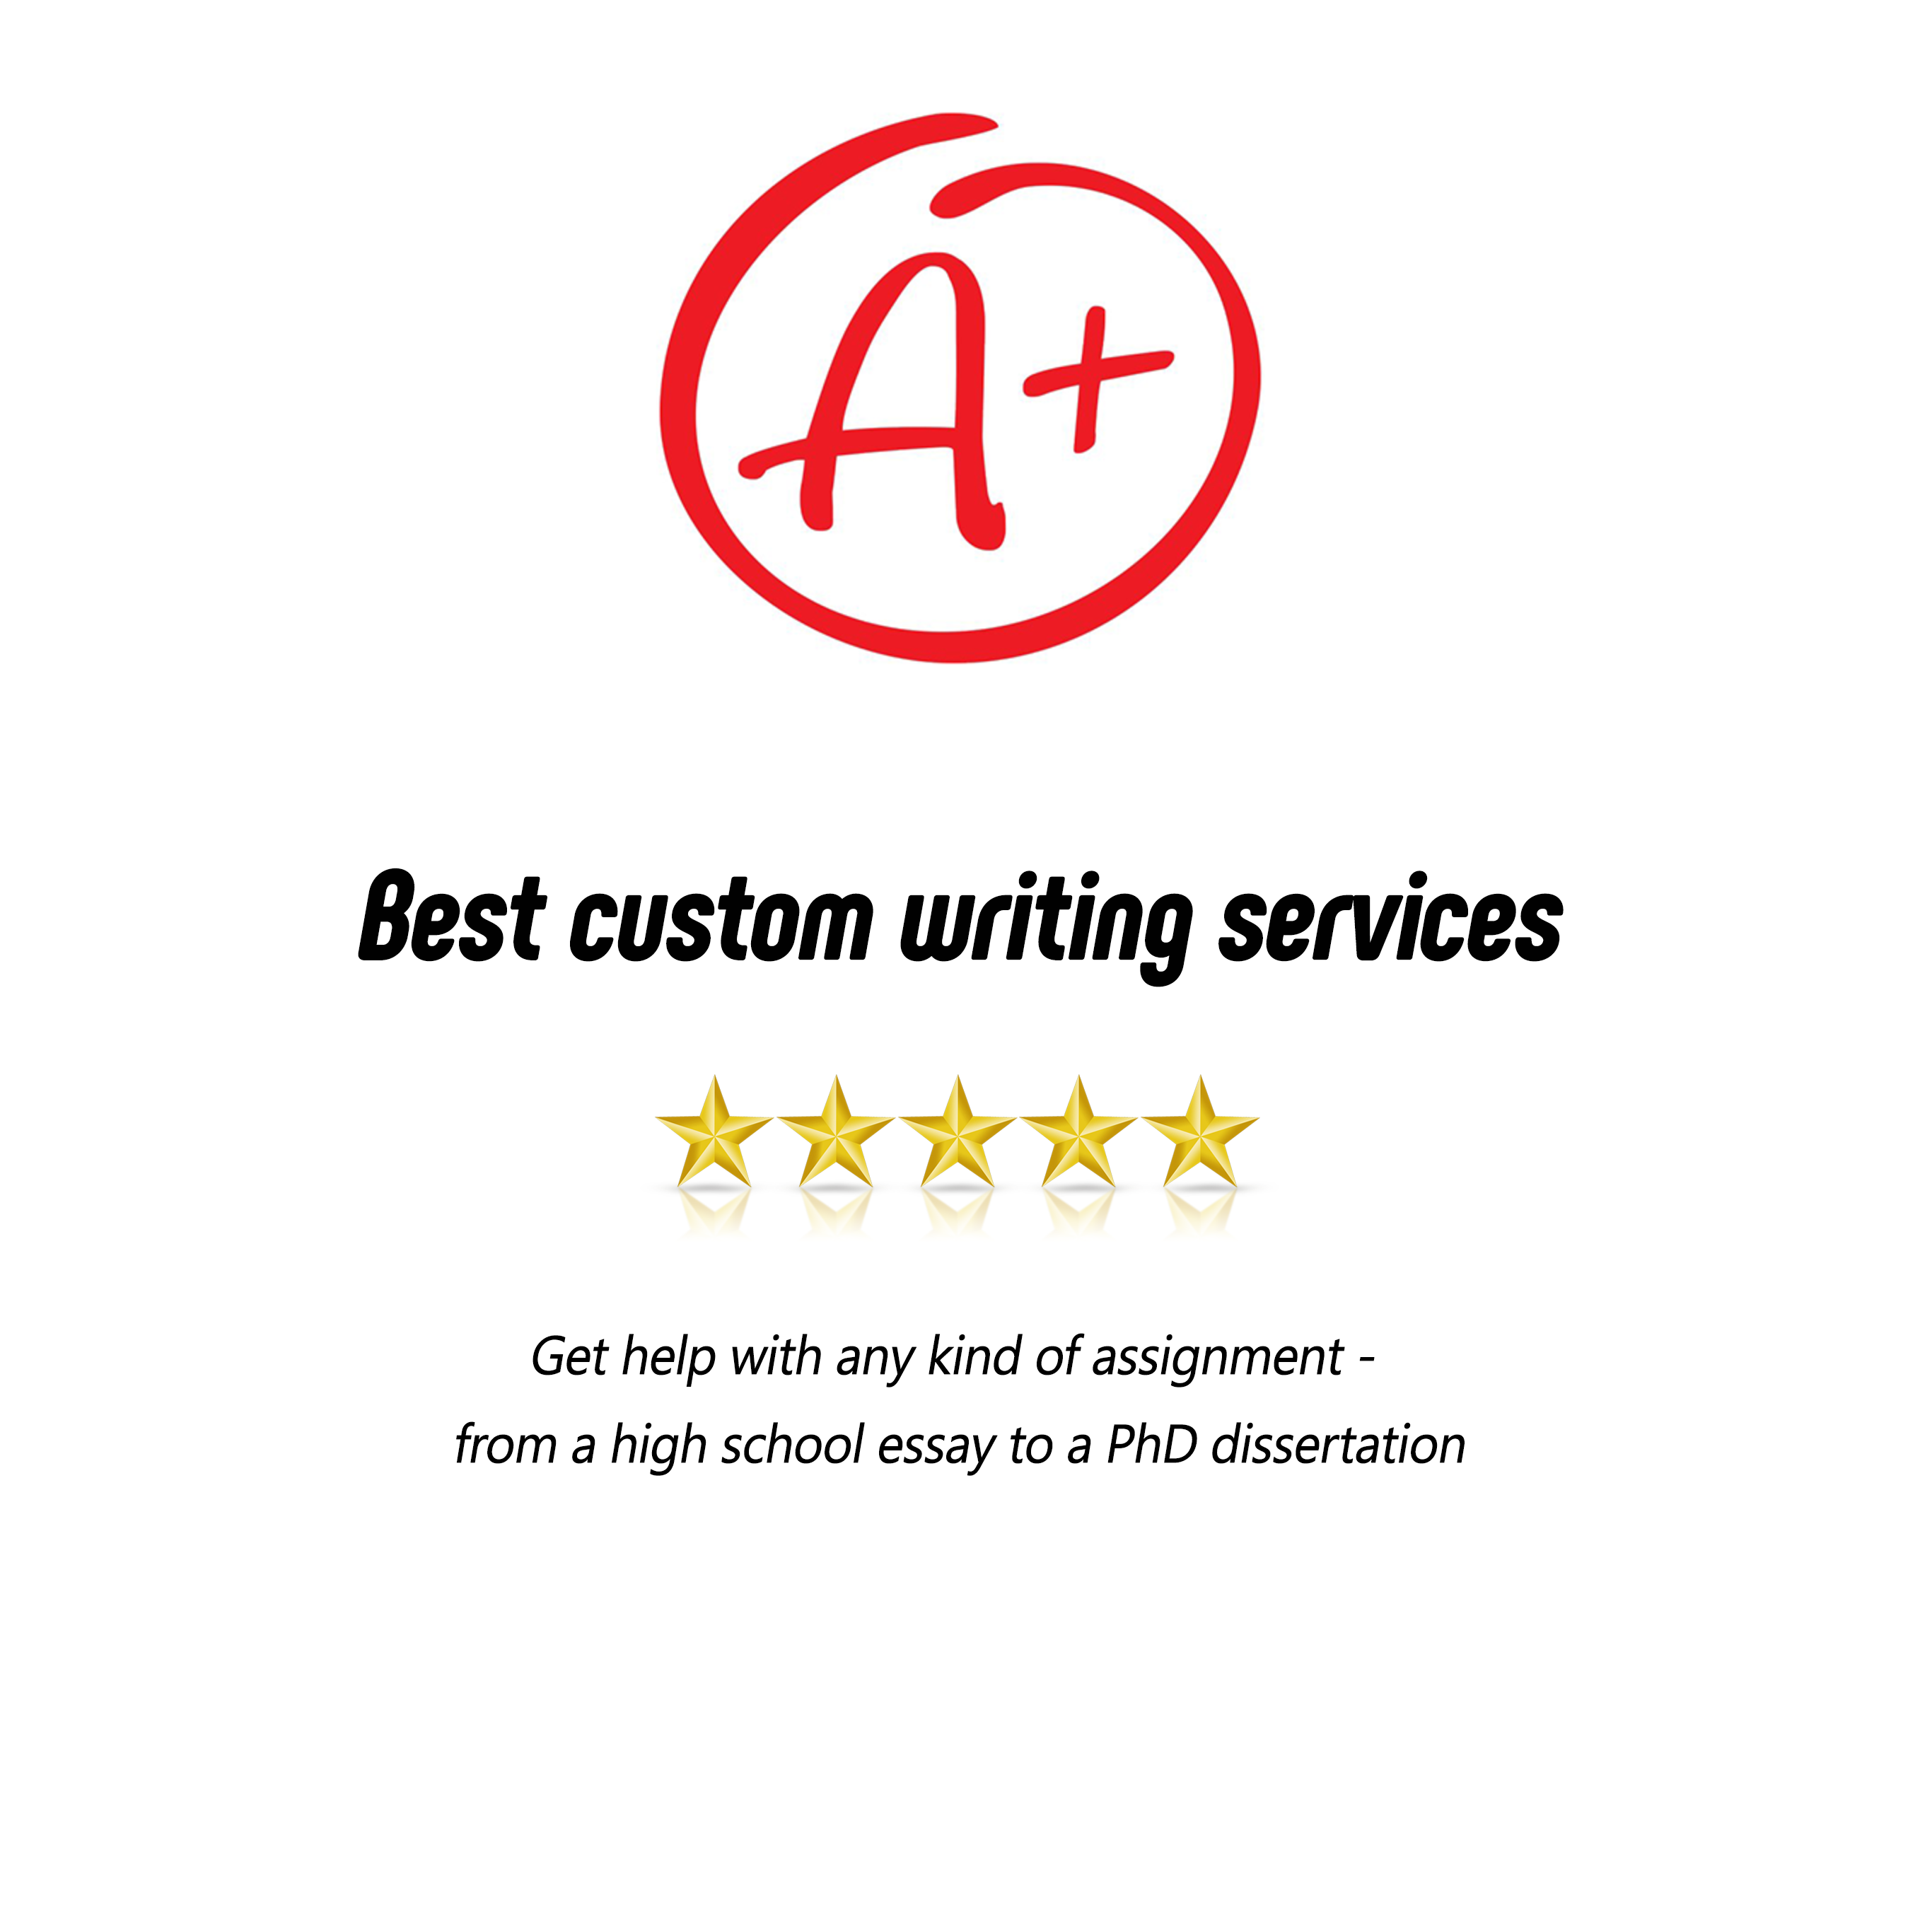 A+
Best custom writing services
Get help with any kind of assignment -
from a high school essay to a PhD dissertation